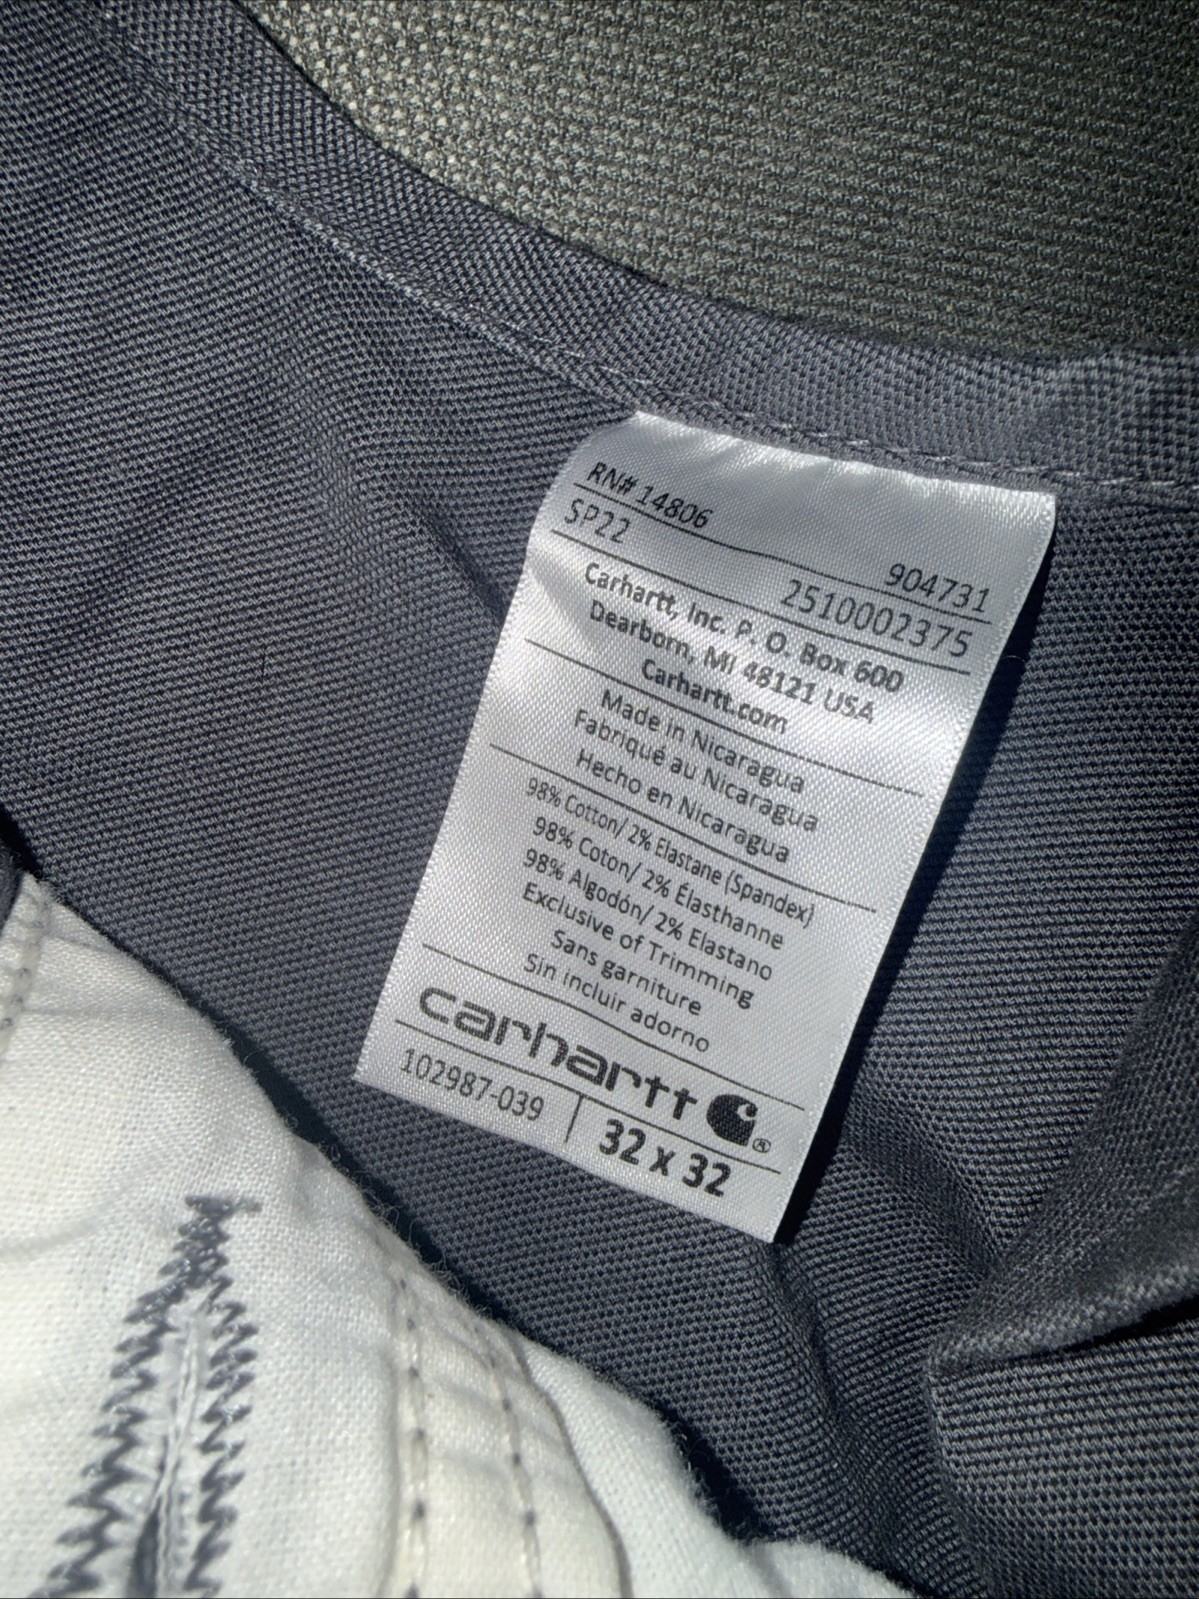 RN# 14806 904731
SP22 2510002375
Carhartt, Inc. P. O. Box 600
Dearborn, MI 48121 USA
Carhartt.com
Made in Nicaragua
Fabriqué au Nicaragua
Hecho en Nicaragua
98% Cotton/ 2% Elastane (Spandex)
98% Coton/ 2% Élasthanne
98% Algodón/ 2% Elastano
Exclusive of Trimming
Sans garniture
Sin incluir adorno
carhartt ®
102987-039 | 32 x 32